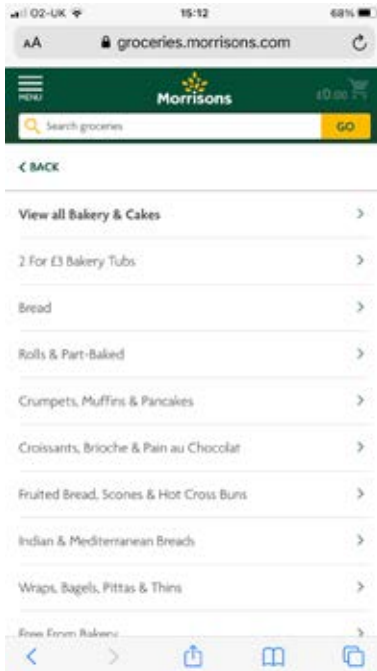 O2-UK 15:12 68%
AA groceries.morrisons.com
MENU Morrisons £0.00
Search groceries GO
< BACK
View all Bakery & Cakes >
2 For £3 Bakery Tubs >
Bread >
Rolls & Part-Baked >
Crumpets, Muffins & Pancakes >
Croissants, Brioche & Pain au Chocolat >
Fruited Bread, Scones & Hot Cross Buns >
Indian & Mediterranean Breads >
Wraps, Bagels, Pittas & Thins >
Free From Bakery >